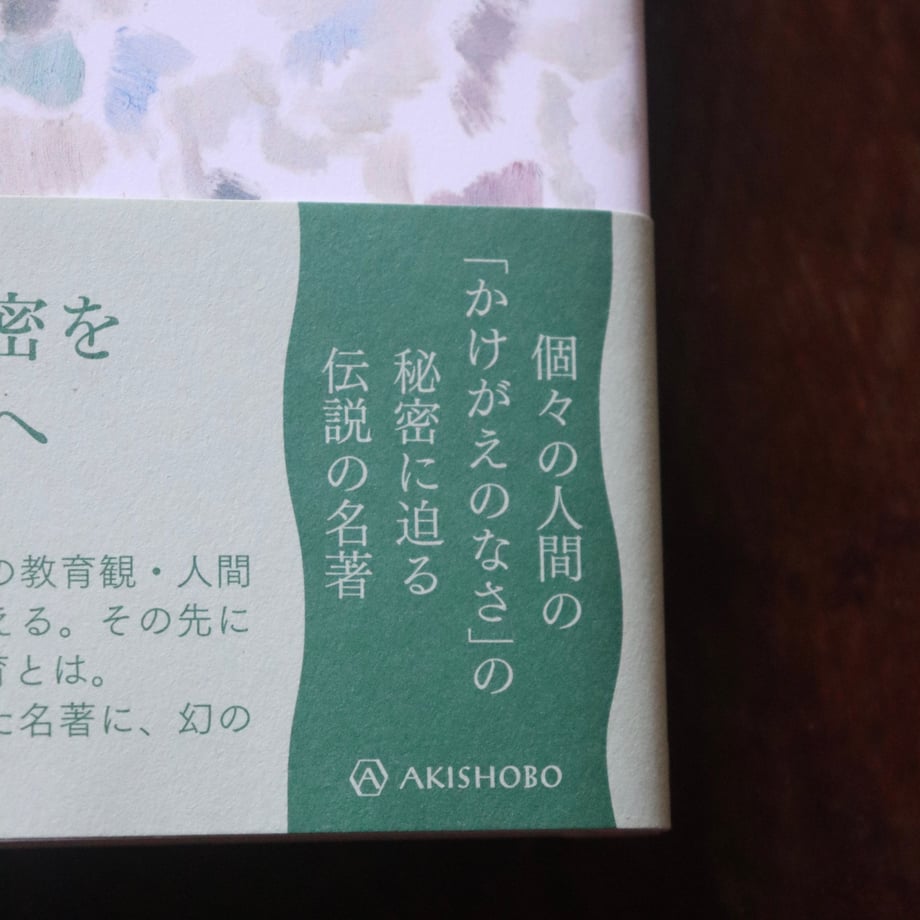 個々の人間の
「かけがえのなさ」の
秘密に迫る
伝説の名著
AKISHOBO
密を
へ
の教育観・人間
える。その先に
育とは。
た名著に、幻の